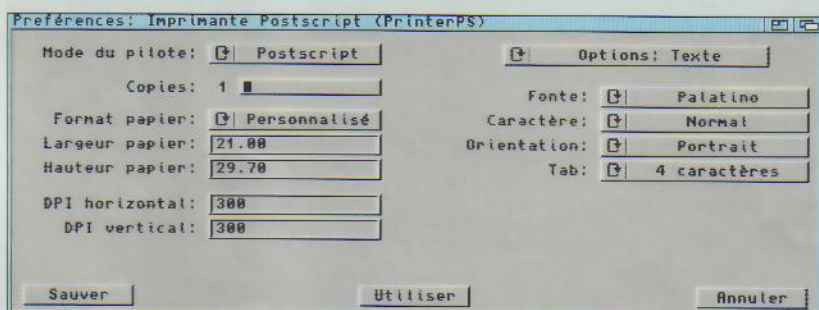 Préférences: Imprimante Postscript (PrinterPS)
Mode du pilote: Postscript
Copies: 1
Format papier: Personnalisé
Largeur papier: 21.00
Hauteur papier: 29.70
DPI horizontal: 300
DPI vertical: 300
Options: Texte
Fonte: Palatino
Caractère: Normal
Orientation: Portrait
Tab: 4 caractères
Sauver
Utiliser
Annuler